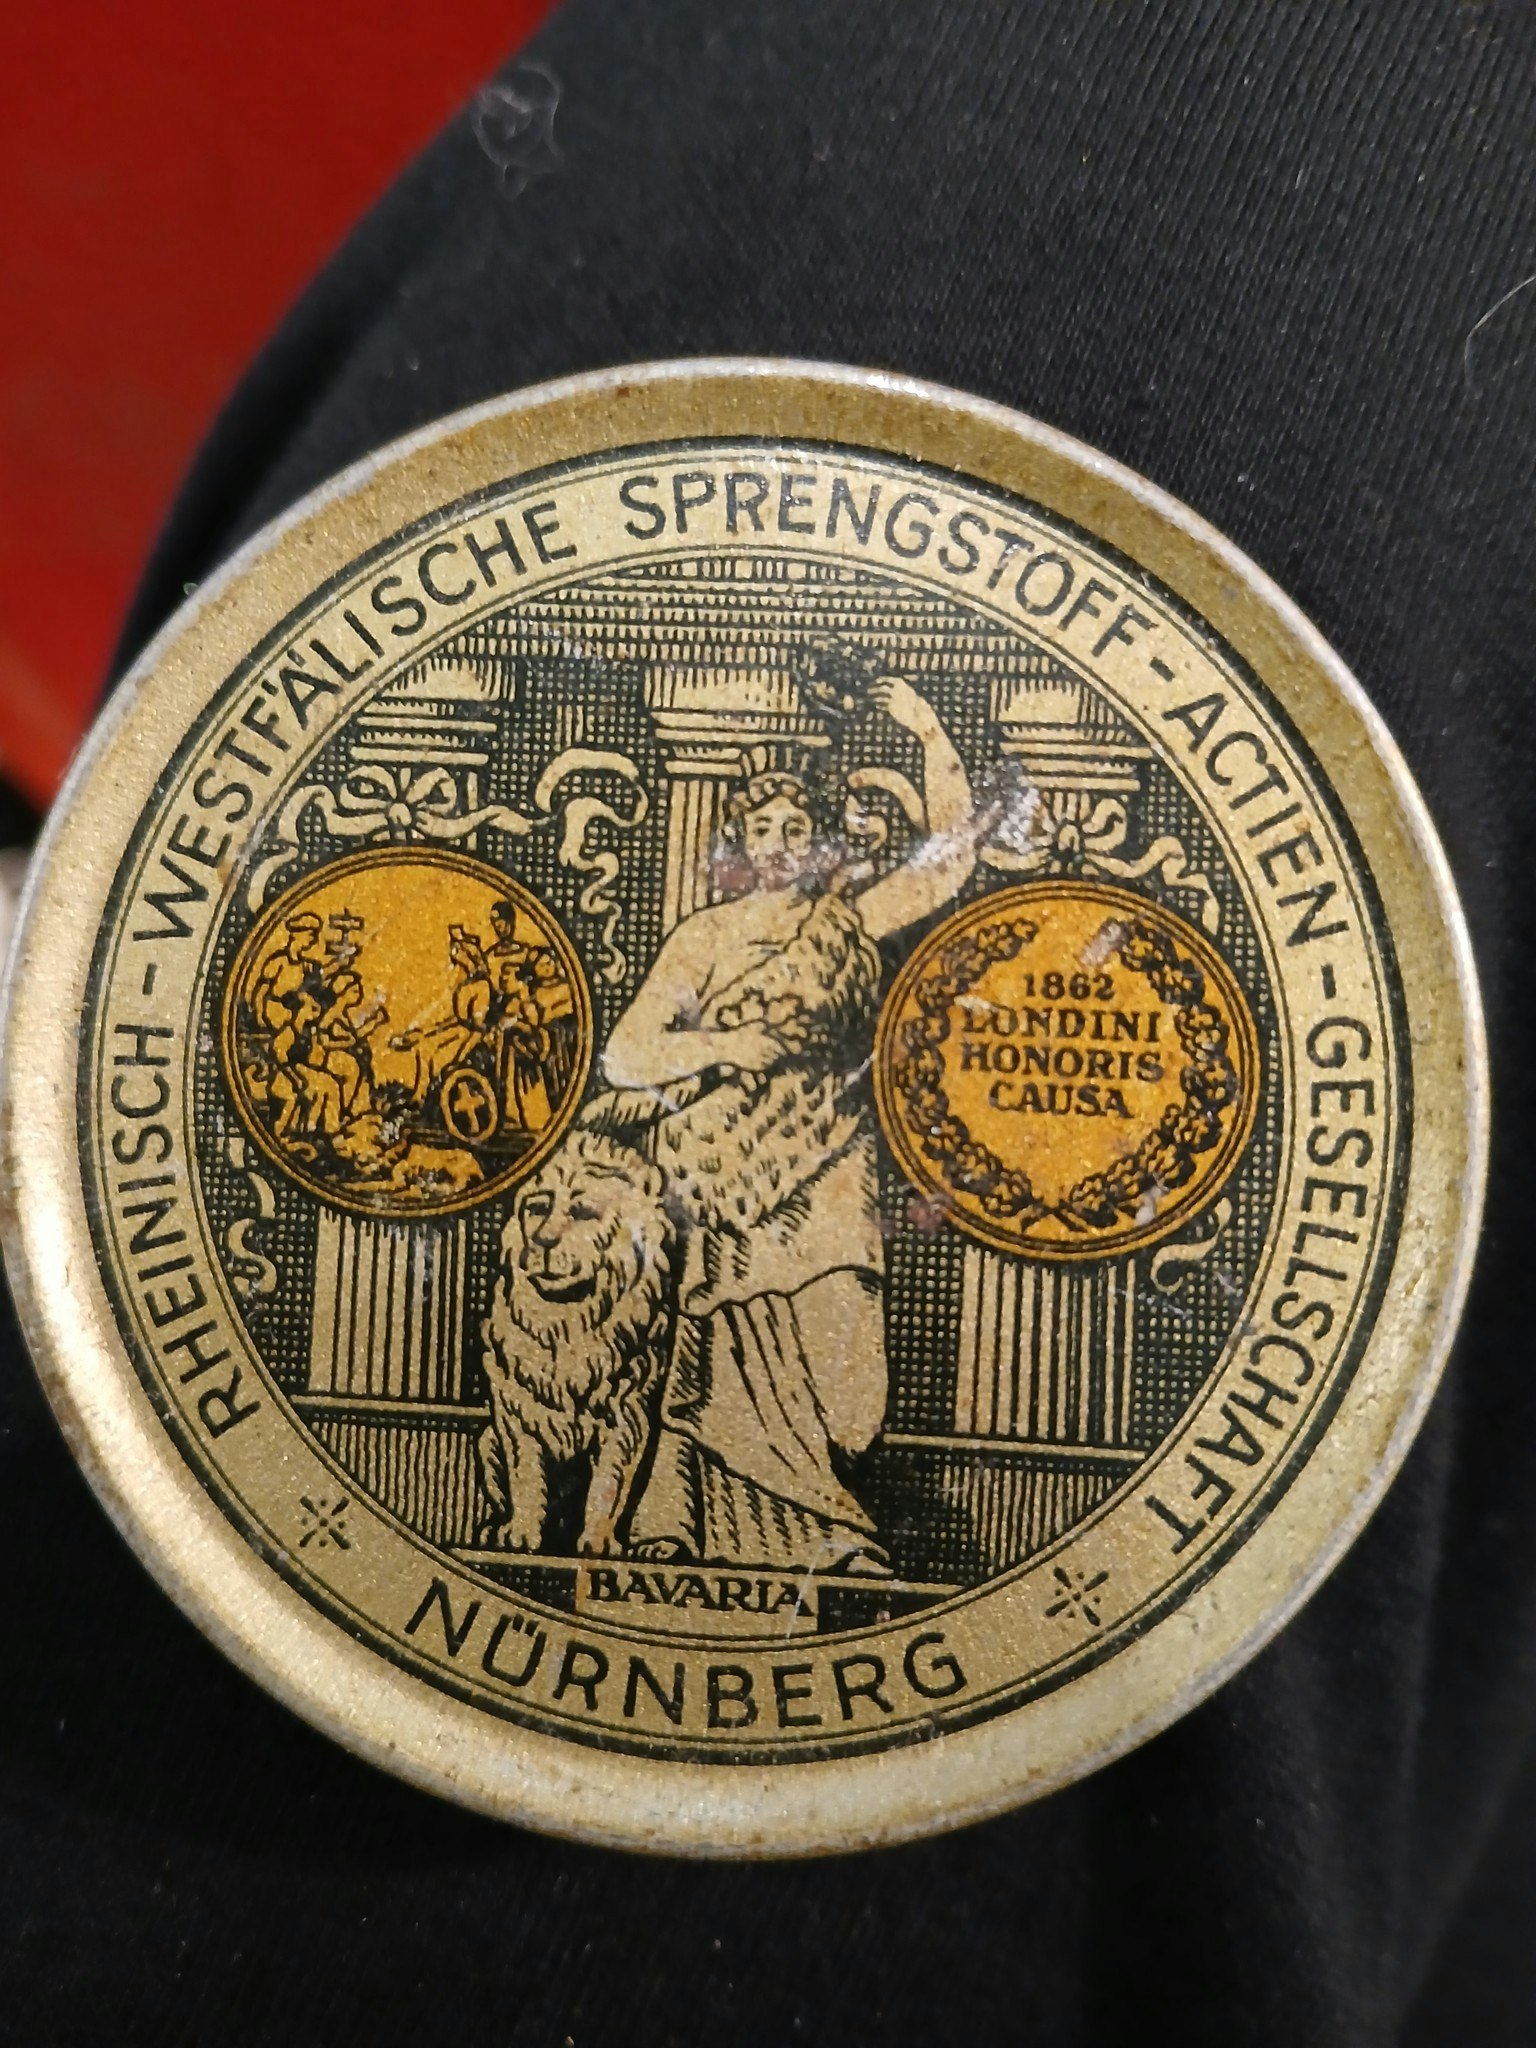 RHEINISCH-WESTFÄLISCHE SPRENGSTOFF-ACTIEN-GESELLSCHAFT
1862
LONDINI
HONORIS
CAUSA
BAVARIA
NÜRNBERG